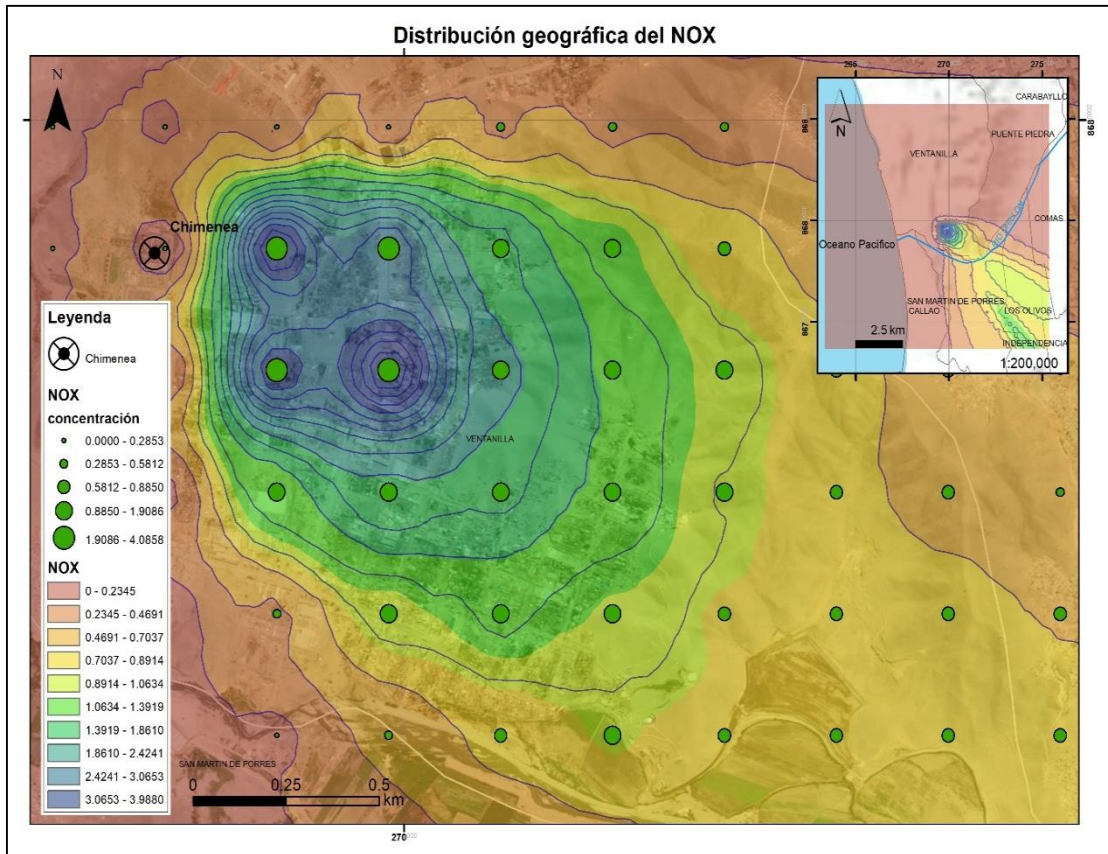 Distribución geográfica del NOX
N
Chimenea
VENTANILLA
SAN MARTIN DE PORRES
0 0.25 0.5
km
270000
868000
Leyenda
Chimenea
NOX
concentración
0.0000 - 0.2853
0.2853 - 0.5812
0.5812 - 0.8850
0.8850 - 1.9086
1.9086 - 4.0858
NOX
0 - 0.2345
0.2345 - 0.4691
0.4691 - 0.7037
0.7037 - 0.8914
0.8914 - 1.0634
1.0634 - 1.3919
1.3919 - 1.8610
1.8610 - 2.4241
2.4241 - 3.0653
3.0653 - 3.9880
265 270 275
N
CARABAYLLO
PUENTE PIEDRA
VENTANILLA
COMAS
868
Oceano Pacifico
SAN MARTIN DE PORRES
CALLAO
LOS OLIVOS
867
INDEPENDENCIA
2.5 km
1:200,000